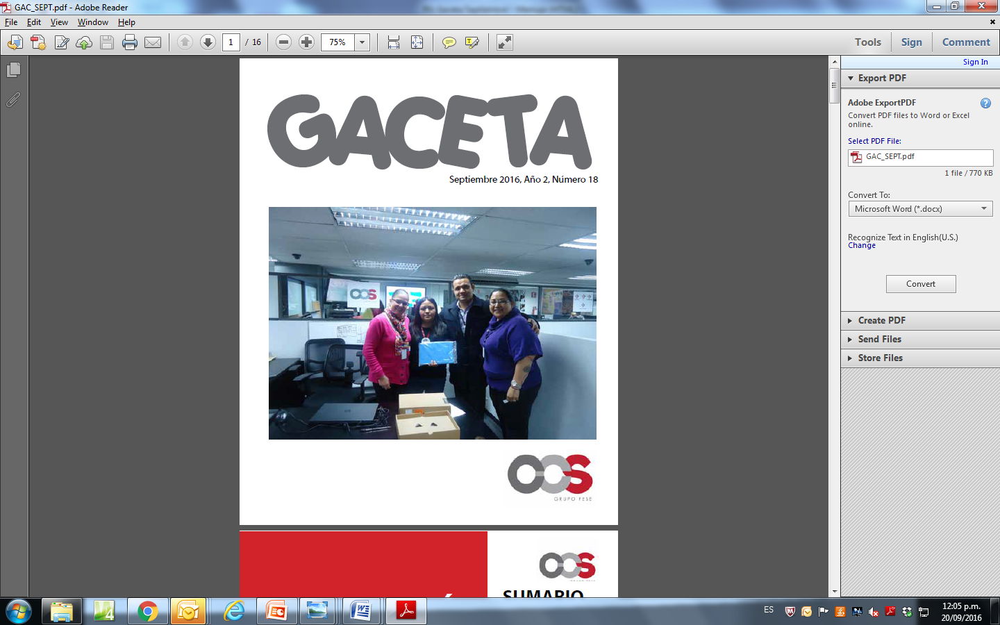 GAC_SEPT.pdf - Adobe Reader
File Edit View Window Help
1 / 16
75%
Tools Sign Comment
Sign In
Export PDF
Adobe ExportPDF
Convert PDF files to Word or Excel
online.
Select PDF File:
GAC_SEPT.pdf
1 file / 770 KB
Convert To:
Microsoft Word (*.docx)
Recognize Text in English(U.S.)
Change
Convert
Create PDF
Send Files
Store Files
GACETA
Septiembre 2016, Año 2, Número 18
OCS
OCS
GRUPO FESE
OCS
SUMARIO
ES
12:05 p.m.
20/09/2016